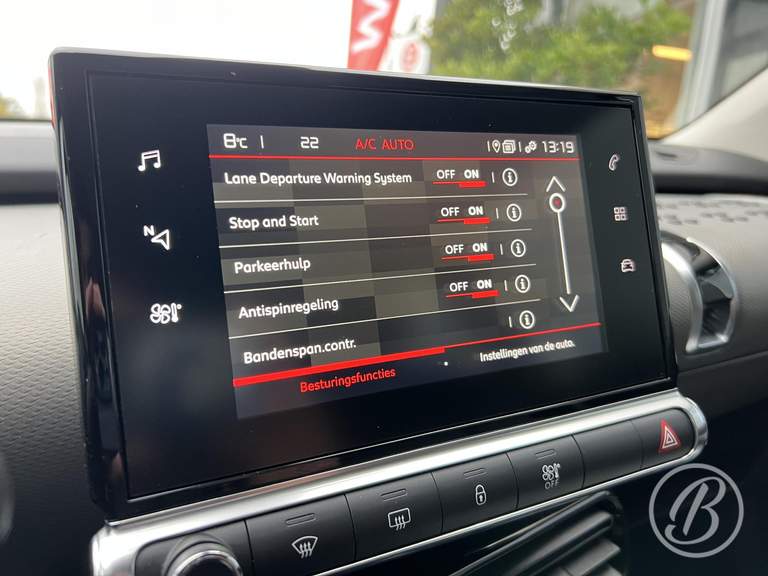 8°C 22 A/C AUTO 13:19
Lane Departure Warning System OFF ON
Stop and Start OFF ON
Parkeerhulp OFF ON
Antispinregeling OFF ON
Bandenspan.contr.
Besturingsfuncties Instellingen van de auto.
N
OFF
B